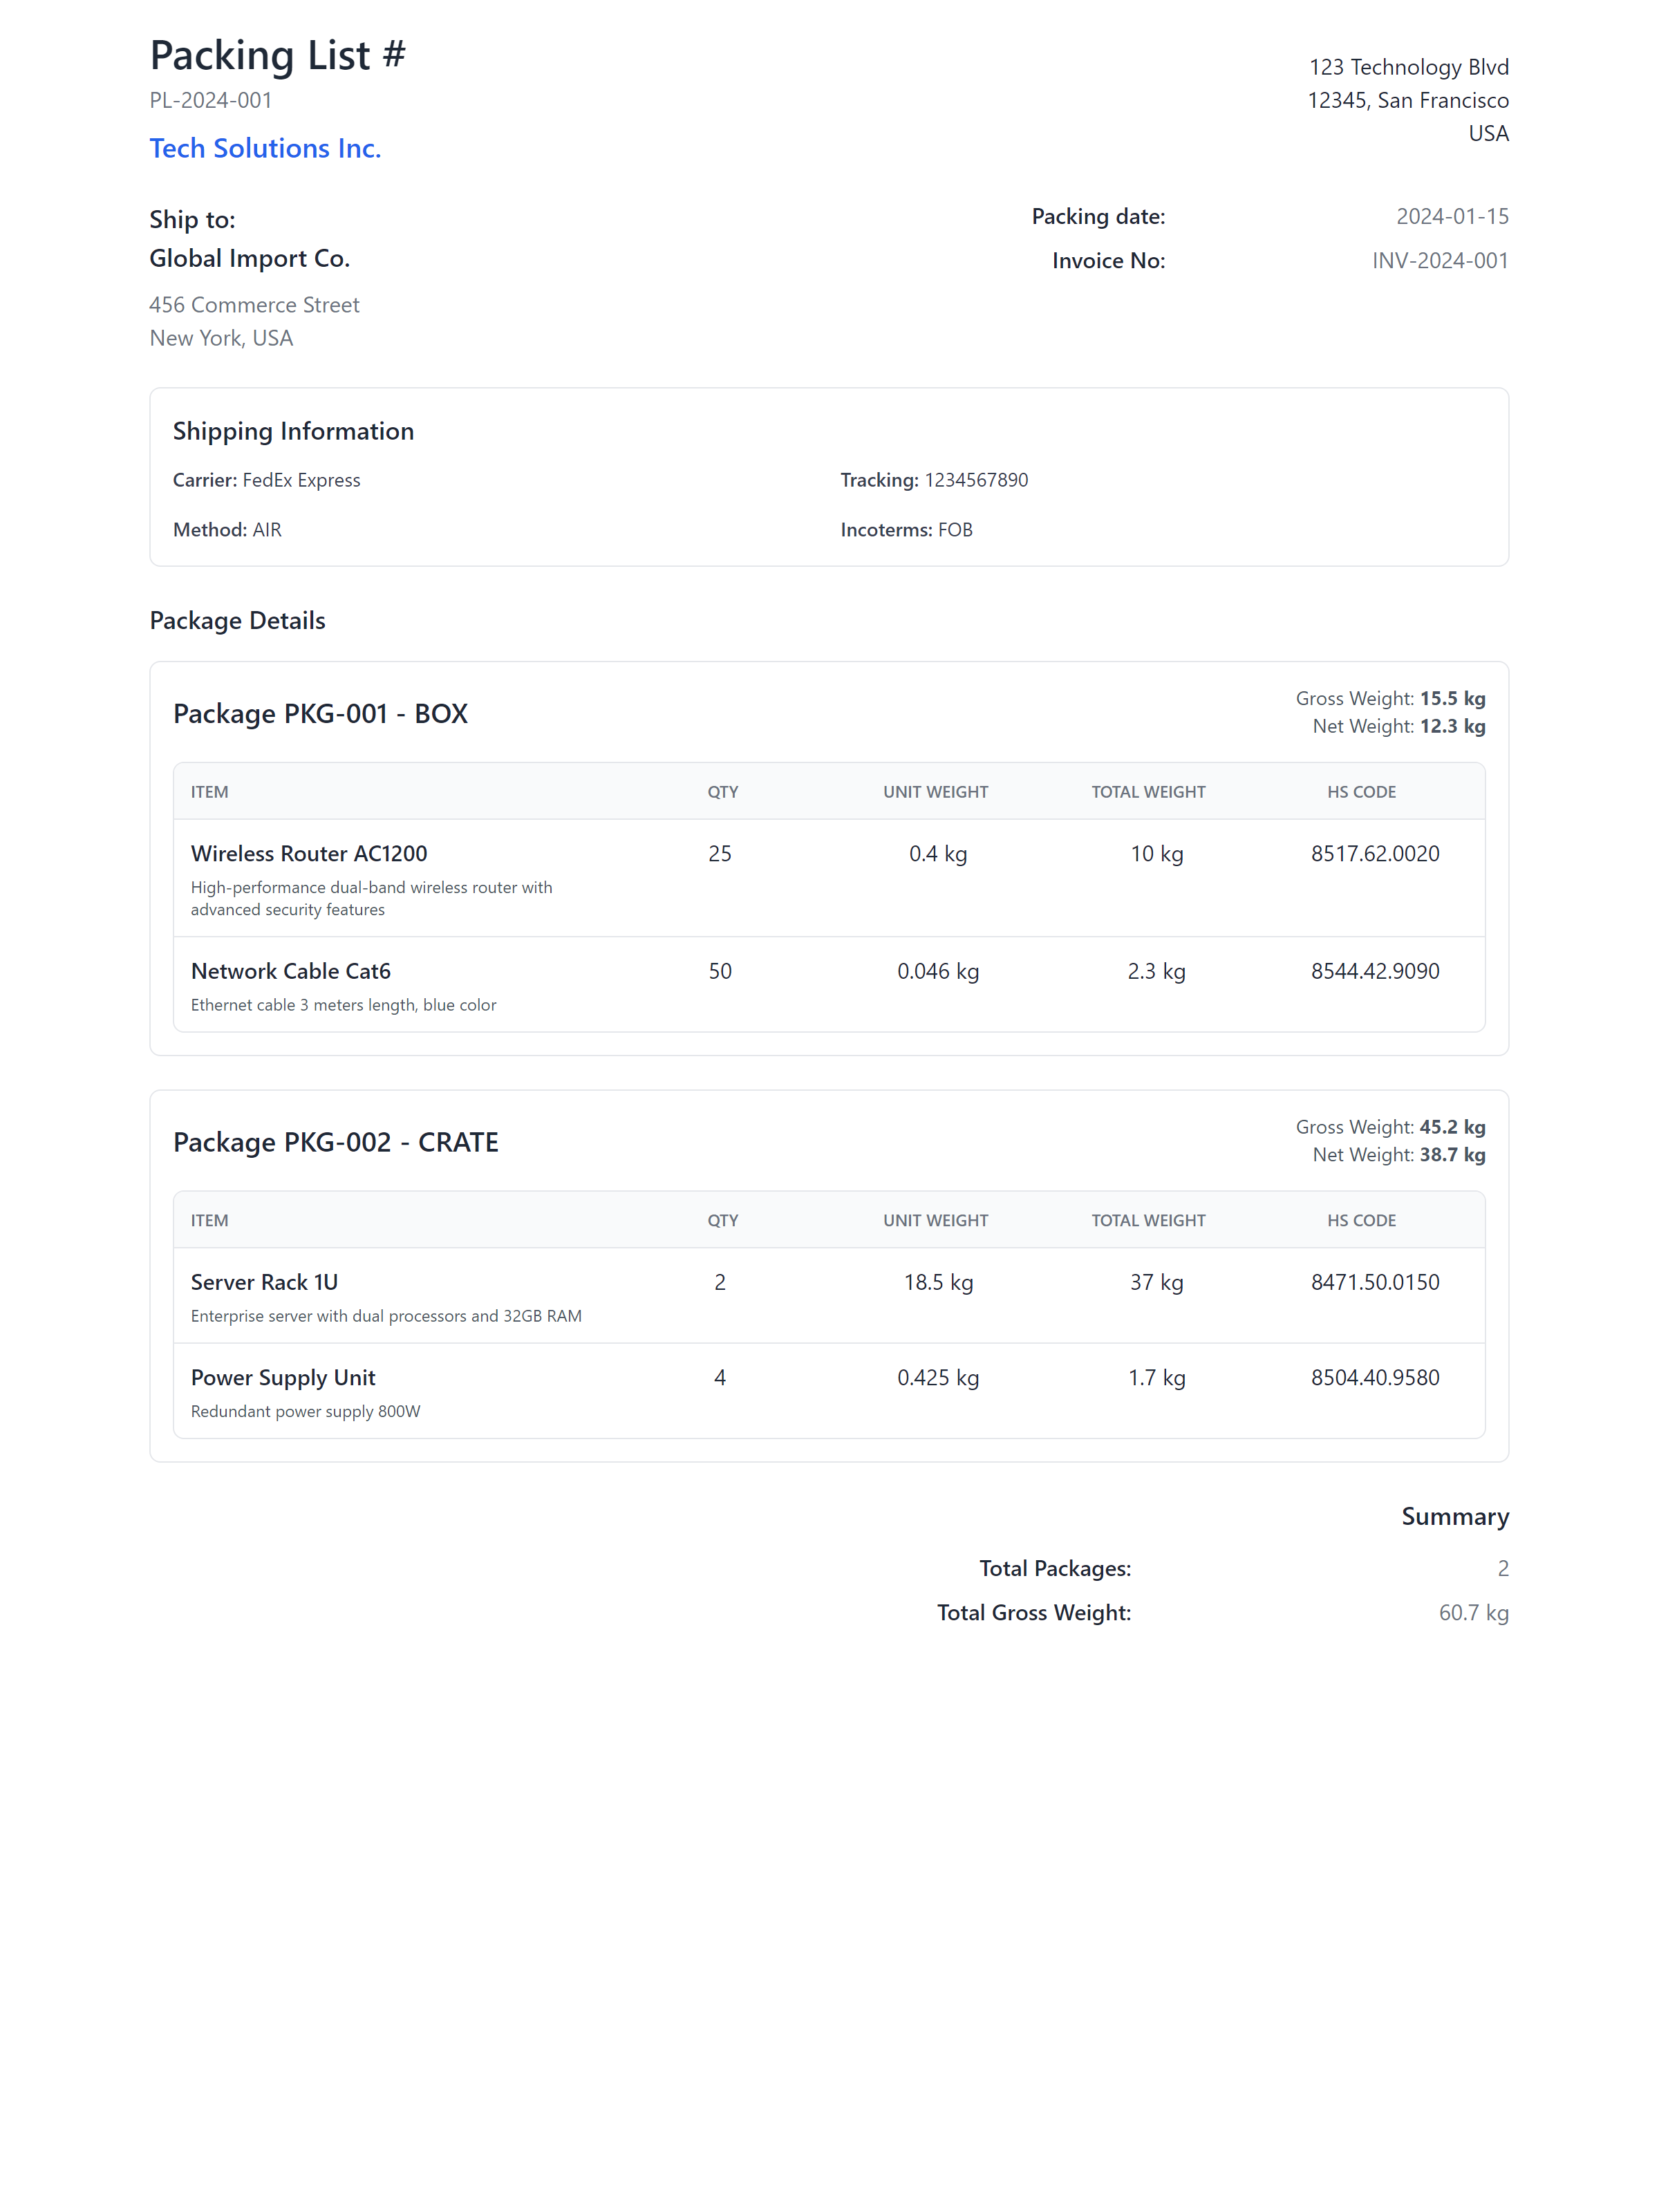 Packing List #
PL-2024-001
Tech Solutions Inc.
123 Technology Blvd
12345, San Francisco
USA
Ship to:
Global Import Co.
456 Commerce Street
New York, USA
Packing date: 2024-01-15
Invoice No: INV-2024-001
Shipping Information
Carrier: FedEx Express Tracking: 1234567890
Method: AIR Incoterms: FOB
Package Details
Package PKG-001 - BOX
Gross Weight: 15.5 kg
Net Weight: 12.3 kg
ITEM QTY UNIT WEIGHT TOTAL WEIGHT HS CODE
Wireless Router AC1200 25 0.4 kg 10 kg 8517.62.0020
High-performance dual-band wireless router with
advanced security features
Network Cable Cat6 50 0.046 kg 2.3 kg 8544.42.9090
Ethernet cable 3 meters length, blue color
Package PKG-002 - CRATE
Gross Weight: 45.2 kg
Net Weight: 38.7 kg
ITEM QTY UNIT WEIGHT TOTAL WEIGHT HS CODE
Server Rack 1U 2 18.5 kg 37 kg 8471.50.0150
Enterprise server with dual processors and 32GB RAM
Power Supply Unit 4 0.425 kg 1.7 kg 8504.40.9580
Redundant power supply 800W
Summary
Total Packages: 2
Total Gross Weight: 60.7 kg